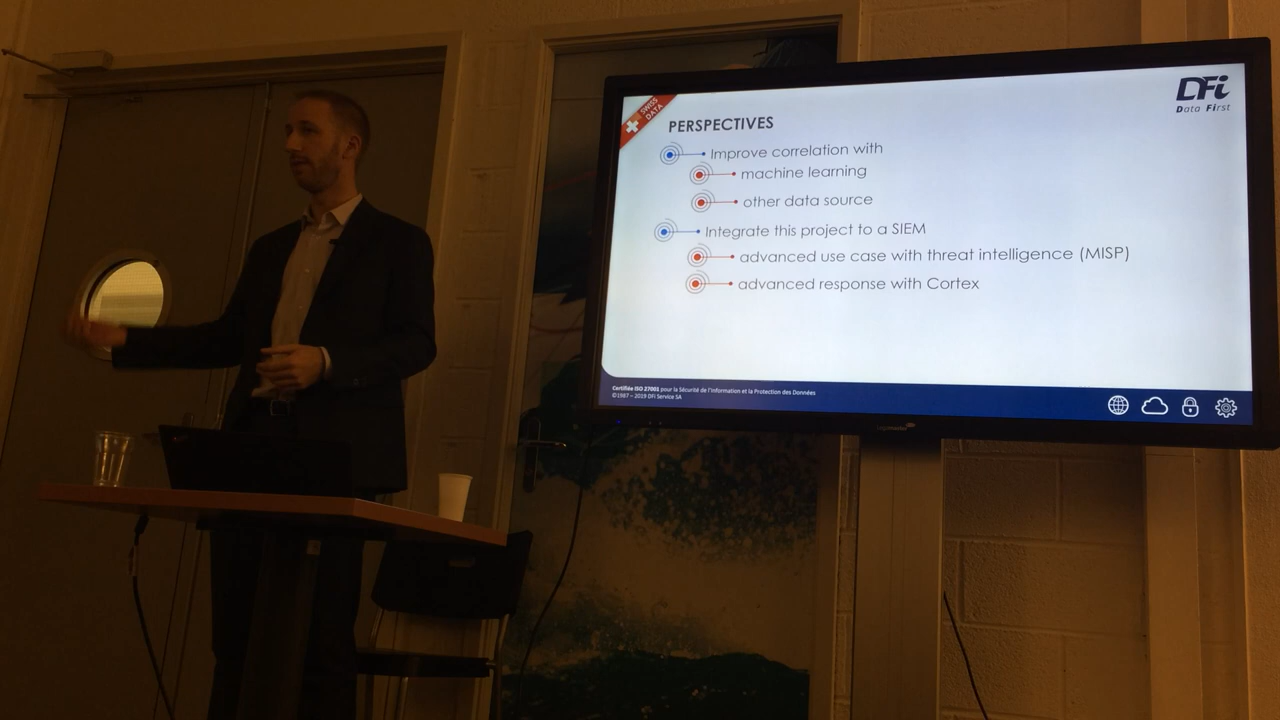 SWISS
DATA
DFi
Data First
PERSPECTIVES
Improve correlation with
machine learning
other data source
Integrate this project to a SIEM
advanced use case with threat intelligence (MISP)
advanced response with Cortex
Certifiée ISO 27001 pour la Sécurité de l'Information et la Protection des Données
©1987 – 2019 DFi Service SA